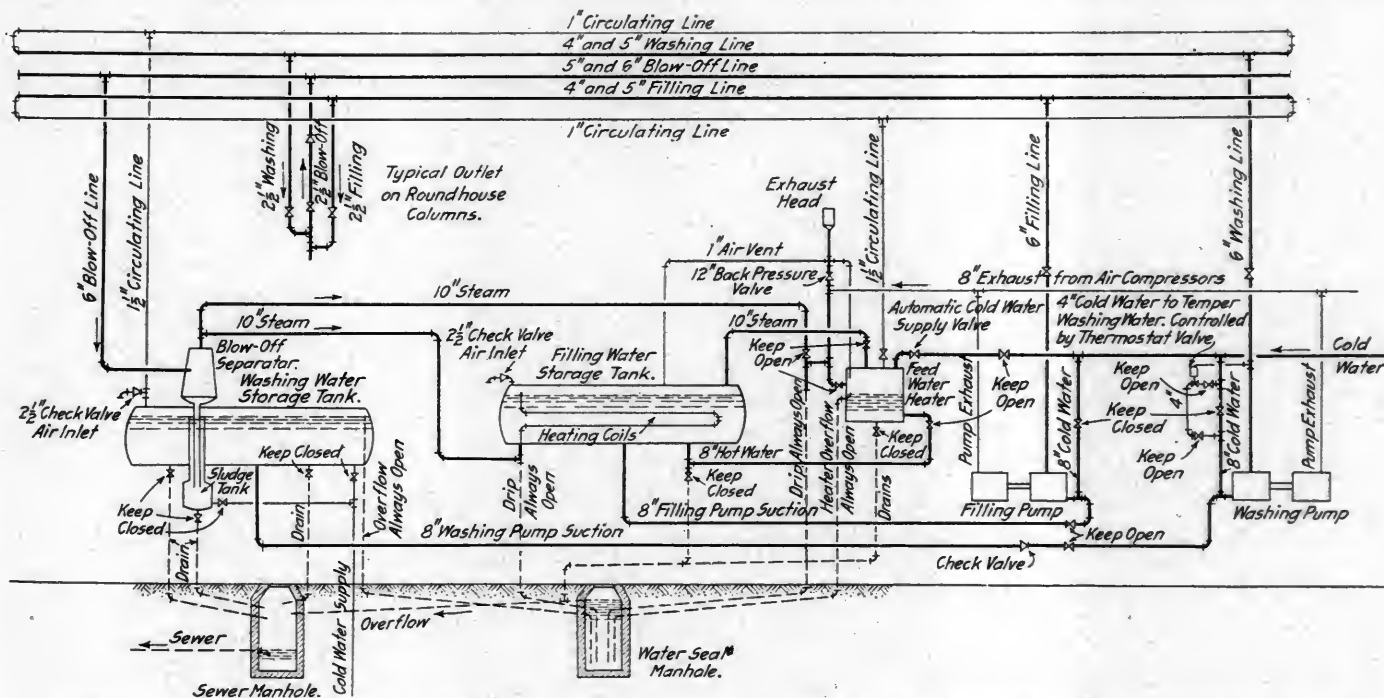 1" Circulating Line
4" and 5" Washing Line
5" and 6" Blow-Off Line
4" and 5" Filling Line
1" Circulating Line
6" Blow-Off Line
1½" Circulating Line
2½" Washing
2½" Blow-Off
2½" Filling
Typical Outlet
on Roundhouse
Columns.
Exhaust
Head
1" Air Vent
12" Back Pressure
Valve
1½" Circulating Line
6" Filling Line
6" Washing Line
8" Exhaust from Air Compressors
Automatic Cold Water
Supply Valve
4" Cold Water to Temper
Washing Water. Controlled
by Thermostat Valve
Cold
Water
10" Steam
10" Steam
10" Steam
Blow-Off
Separator.
Washing Water
Storage Tank.
2½" Check Valve
Air Inlet
2½" Check Valve
Air Inlet
Filling Water
Storage Tank.
Heating Coils
Keep
Open
Keep
Open
Feed
Water
Heater
Keep
Open
Keep
Closed
Keep
Open
4"
Keep
Closed
Keep
Open
8" Cold Water
8" Cold Water
Pump Exhaust
Pump Exhaust
Keep Closed
Sludge
Tank
Keep
Closed
Drain
Drain
Overflow
Always Open
Drip
Always
Open
8" Hot Water
Keep
Closed
Drip Always Open
Heater Overflow
Always Open
Drains
Keep
Closed
8" Filling Pump Suction
8" Washing Pump Suction
Filling Pump
Washing Pump
Keep Open
Check Valve
Sewer
Overflow
Cold Water Supply
Sewer Manhole.
Water Seal
Manhole.